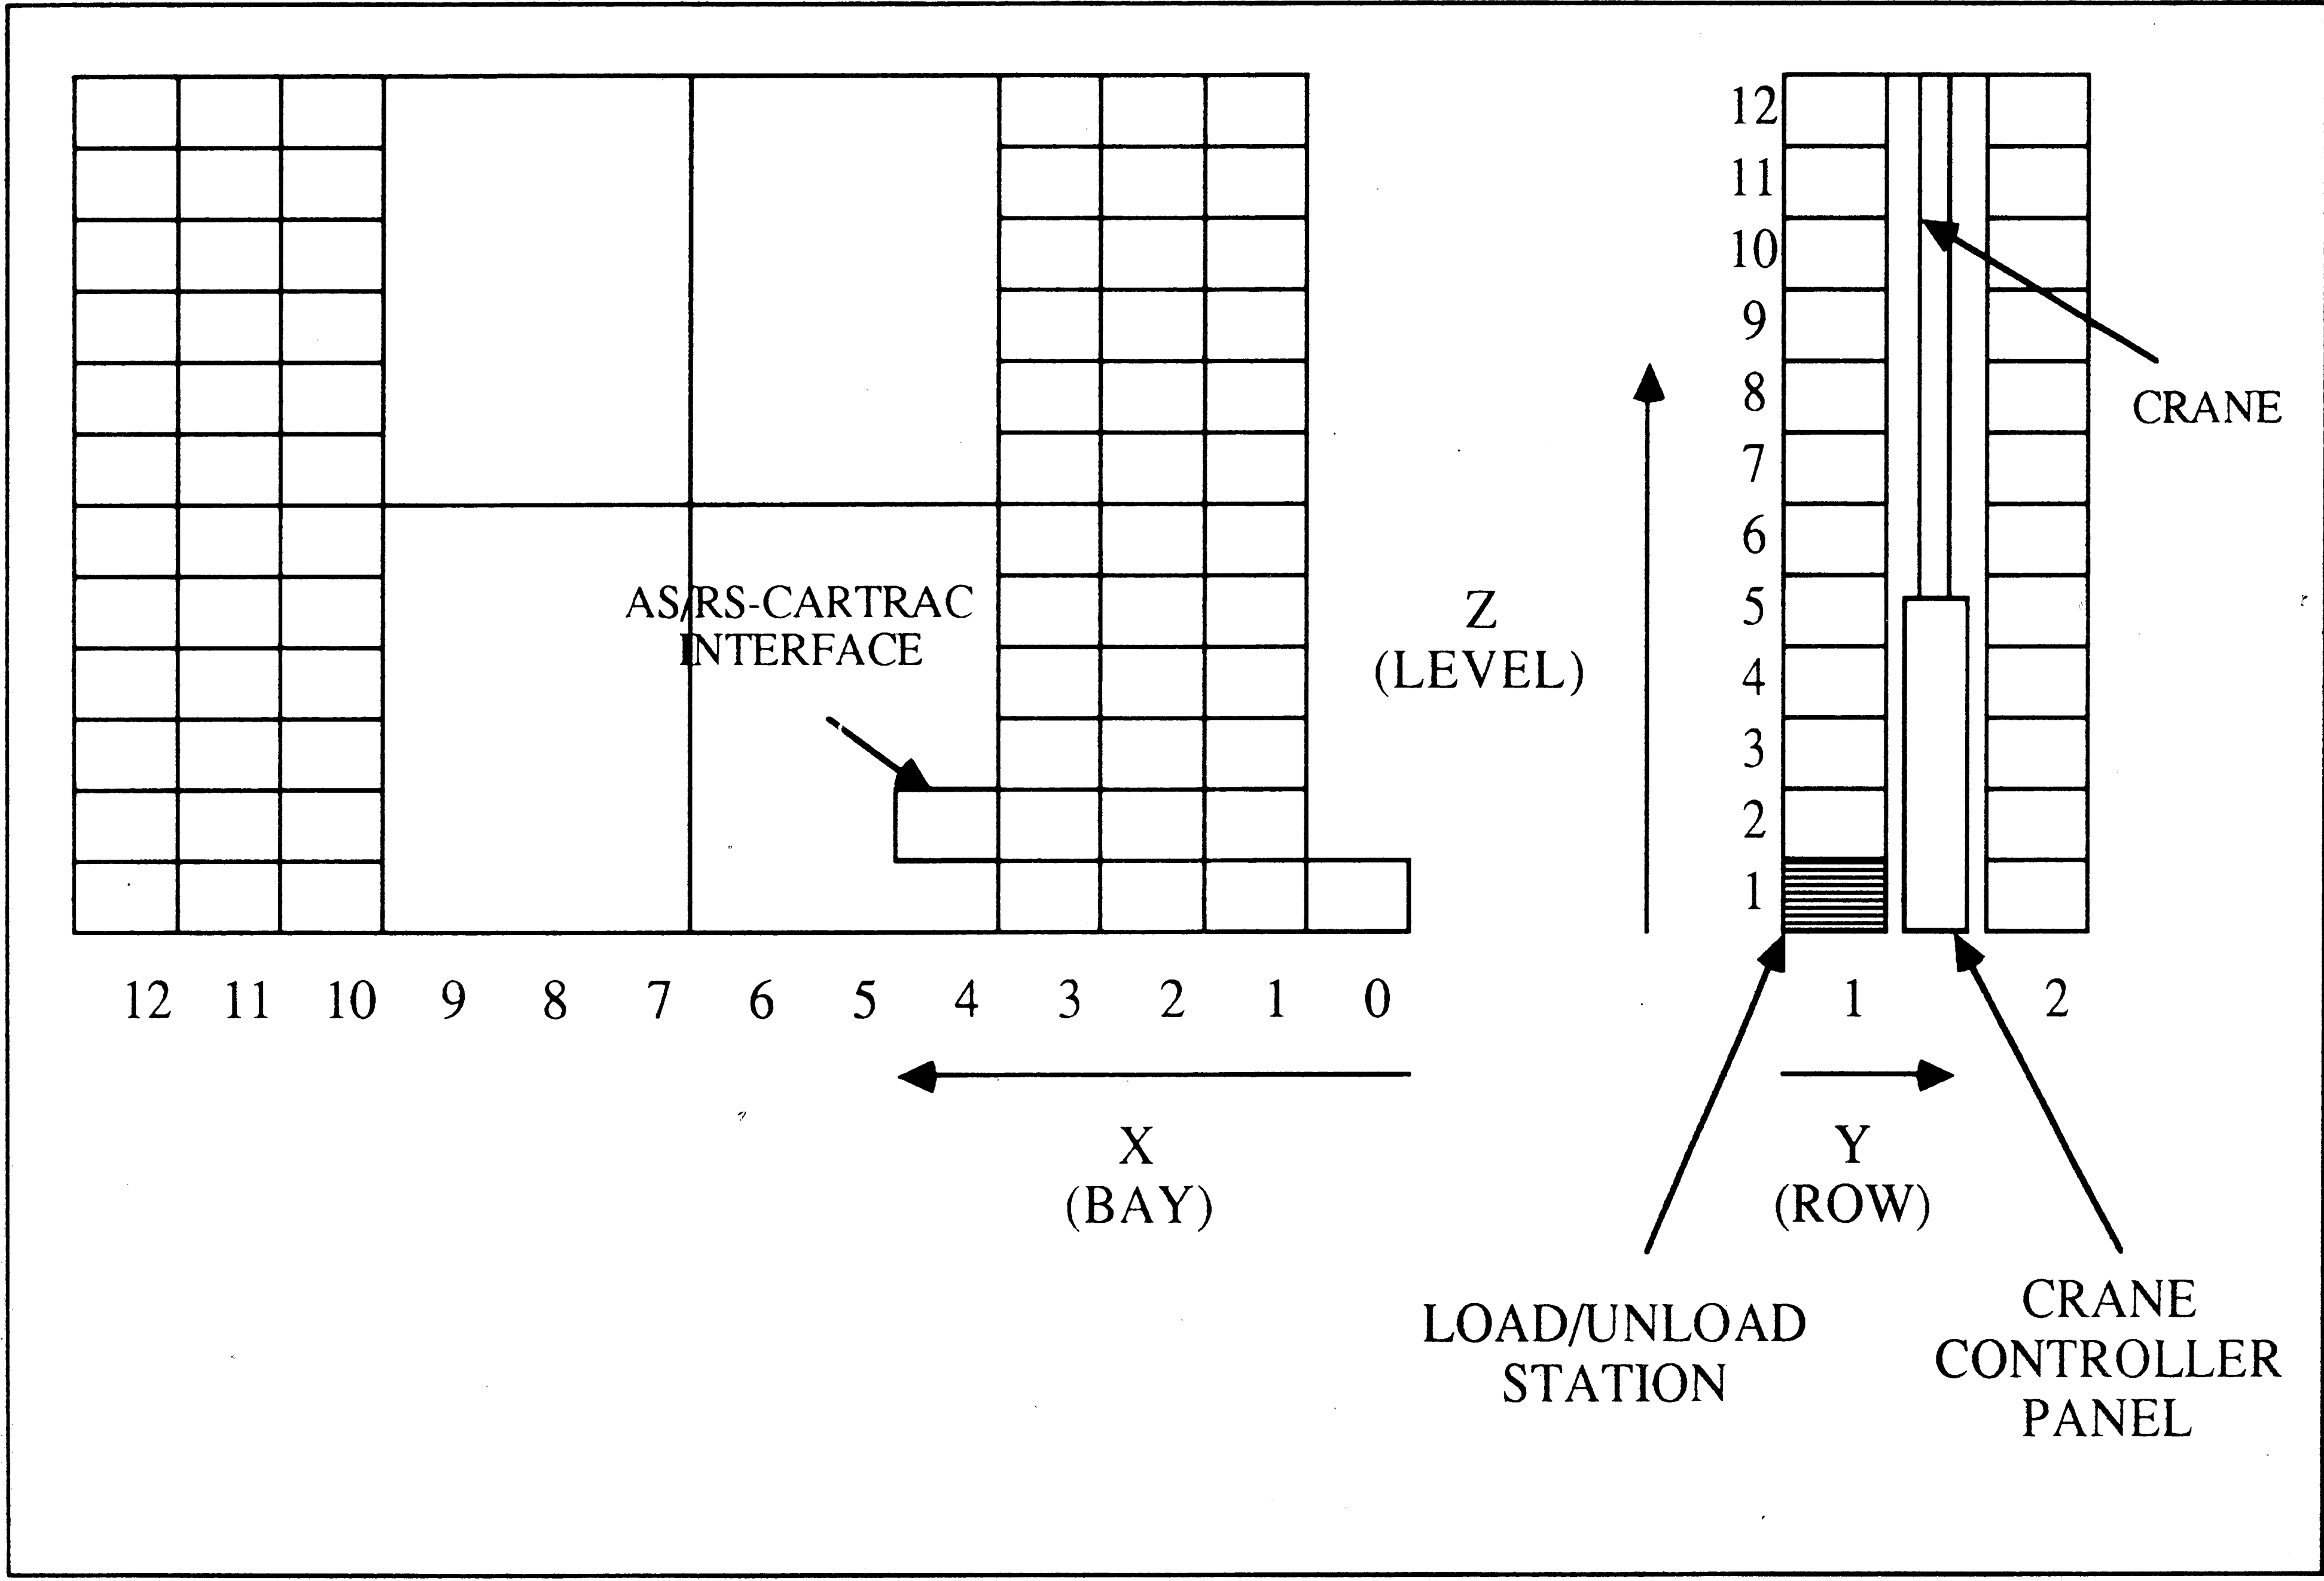 12
11
10
9
8
7
6
5
4
3
2
1
CRANE
AS/RS-CARTRAC
INTERFACE
Z
(LEVEL)
12 11 10 9 8 7 6 5 4 3 2 1 0
1 2
X
(BAY)
Y
(ROW)
LOAD/UNLOAD
STATION
CRANE
CONTROLLER
PANEL